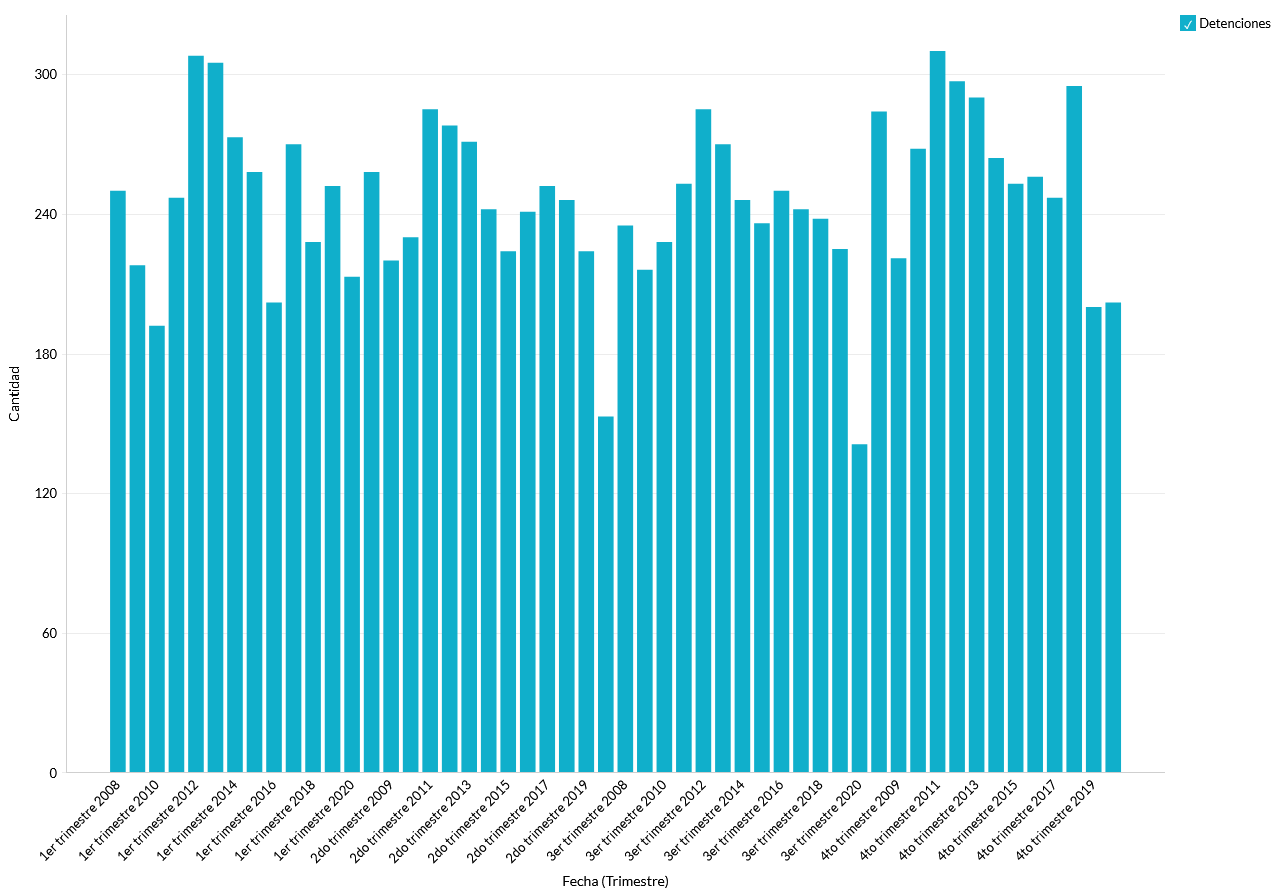 Detenciones
300
240
180
120
60
0
Cantidad
1er trimestre 2008
1er trimestre 2010
1er trimestre 2012
1er trimestre 2014
1er trimestre 2016
1er trimestre 2018
1er trimestre 2020
2do trimestre 2009
2do trimestre 2011
2do trimestre 2013
2do trimestre 2015
2do trimestre 2017
2do trimestre 2019
3er trimestre 2008
3er trimestre 2010
3er trimestre 2012
3er trimestre 2014
3er trimestre 2016
3er trimestre 2018
3er trimestre 2020
4to trimestre 2009
4to trimestre 2011
4to trimestre 2013
4to trimestre 2015
4to trimestre 2017
4to trimestre 2019
Fecha (Trimestre)